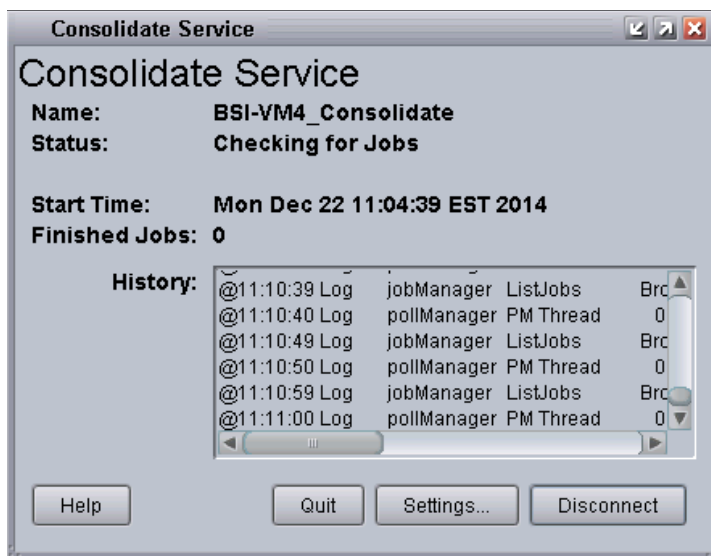 Consolidate Service
Consolidate Service
Name: BSI-VM4_Consolidate
Status: Checking for Jobs
Start Time: Mon Dec 22 11:04:39 EST 2014
Finished Jobs: 0
History:
@11:10:39 Log jobManager ListJobs Brc
@11:10:40 Log pollManager PM Thread 0
@11:10:49 Log jobManager ListJobs Brc
@11:10:50 Log pollManager PM Thread 0
@11:10:59 Log jobManager ListJobs Brc
@11:11:00 Log pollManager PM Thread 0
Help Quit Settings... Disconnect